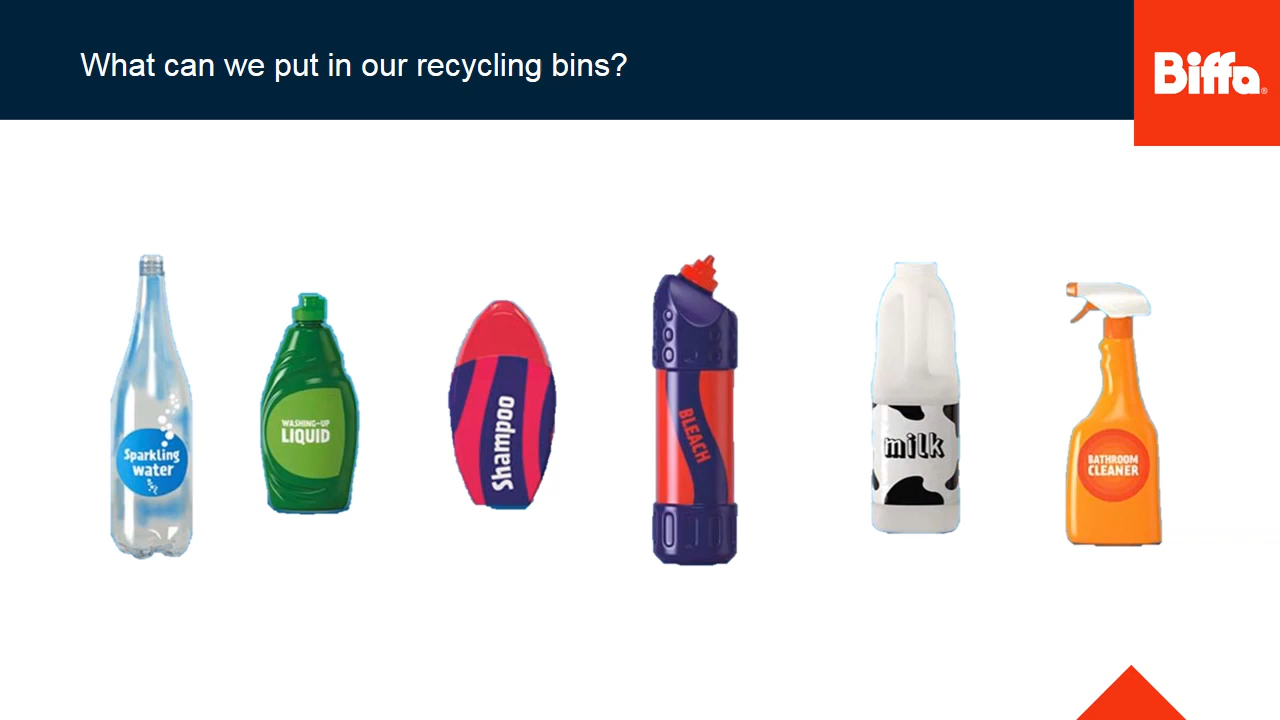 What can we put in our recycling bins?
Biffa®
Sparkling
water
WASHING-UP
LIQUID
Shampoo
BLEACH
milk
BATHROOM
CLEANER